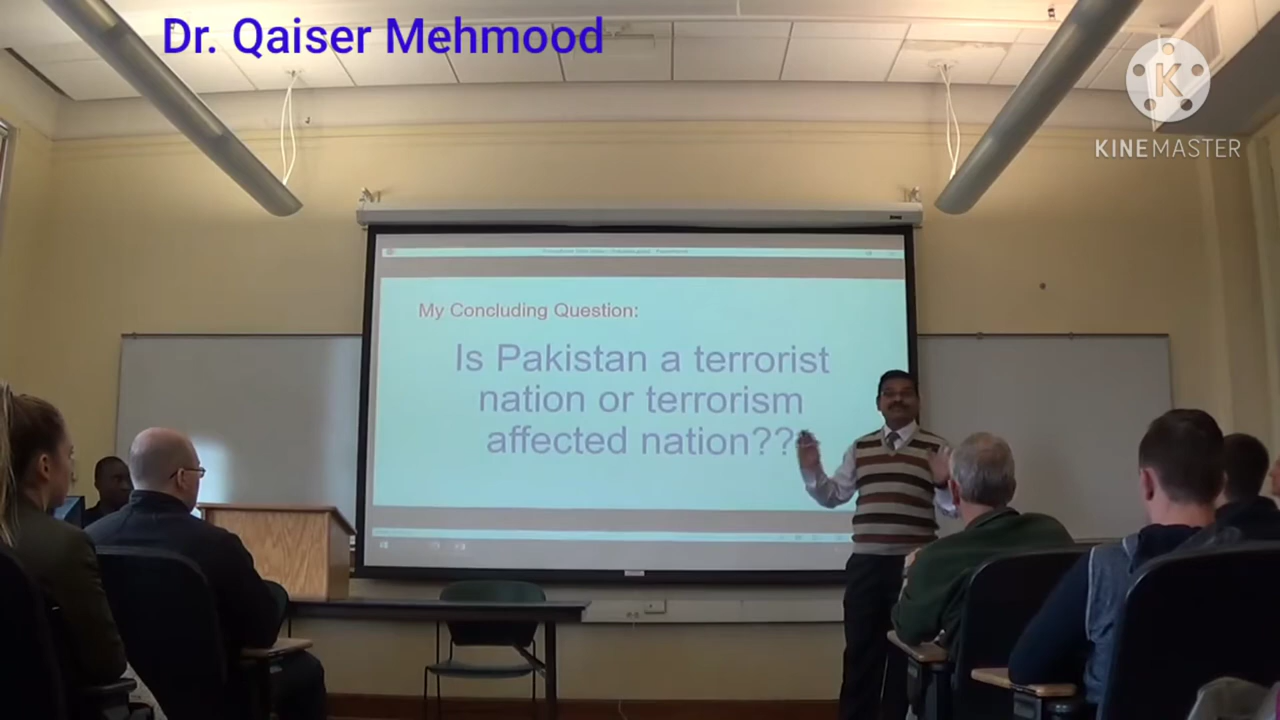 Dr. Qaiser Mehmood
K
KINEMASTER
My Concluding Question:
Is Pakistan a terrorist
nation or terrorism
affected nation??